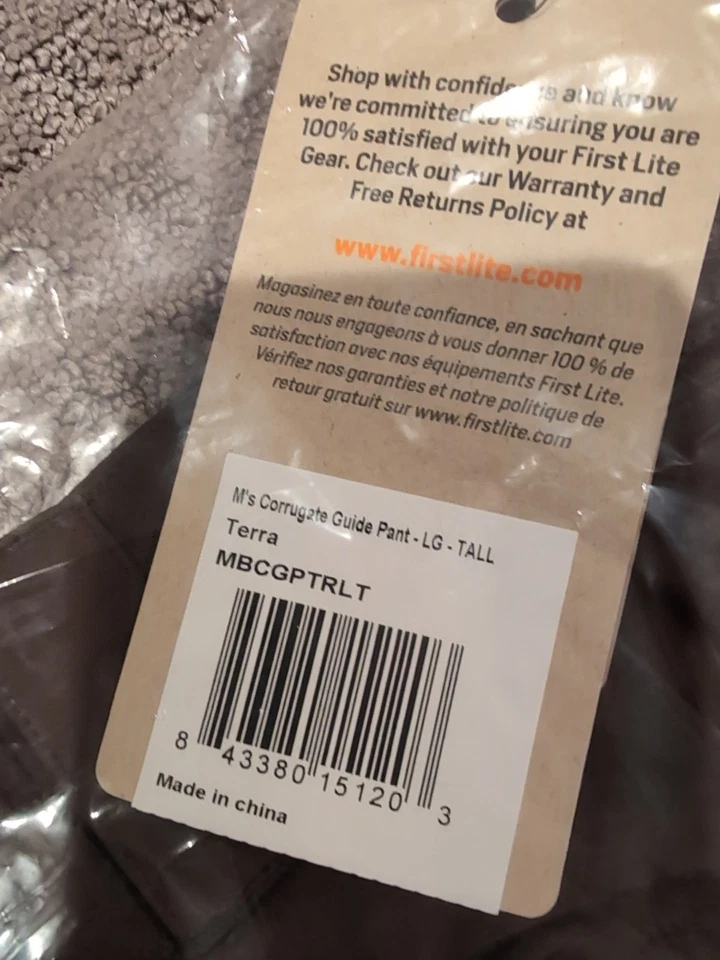 Shop with confidence and know
we're committed to ensuring you are
100% satisfied with your First Lite
Gear. Check out our Warranty and
Free Returns Policy at
www.firstlite.com
Magasinez en toute confiance, en sachant que
nous nous engageons à vous donner 100 % de
satisfaction avec nos équipements First Lite.
Vérifiez nos garanties et notre politique de
retour gratuit sur www.firstlite.com
M's Corrugate Guide Pant - LG - TALL
Terra
MBCGPTRLT
8 43380 15120 3
Made in china